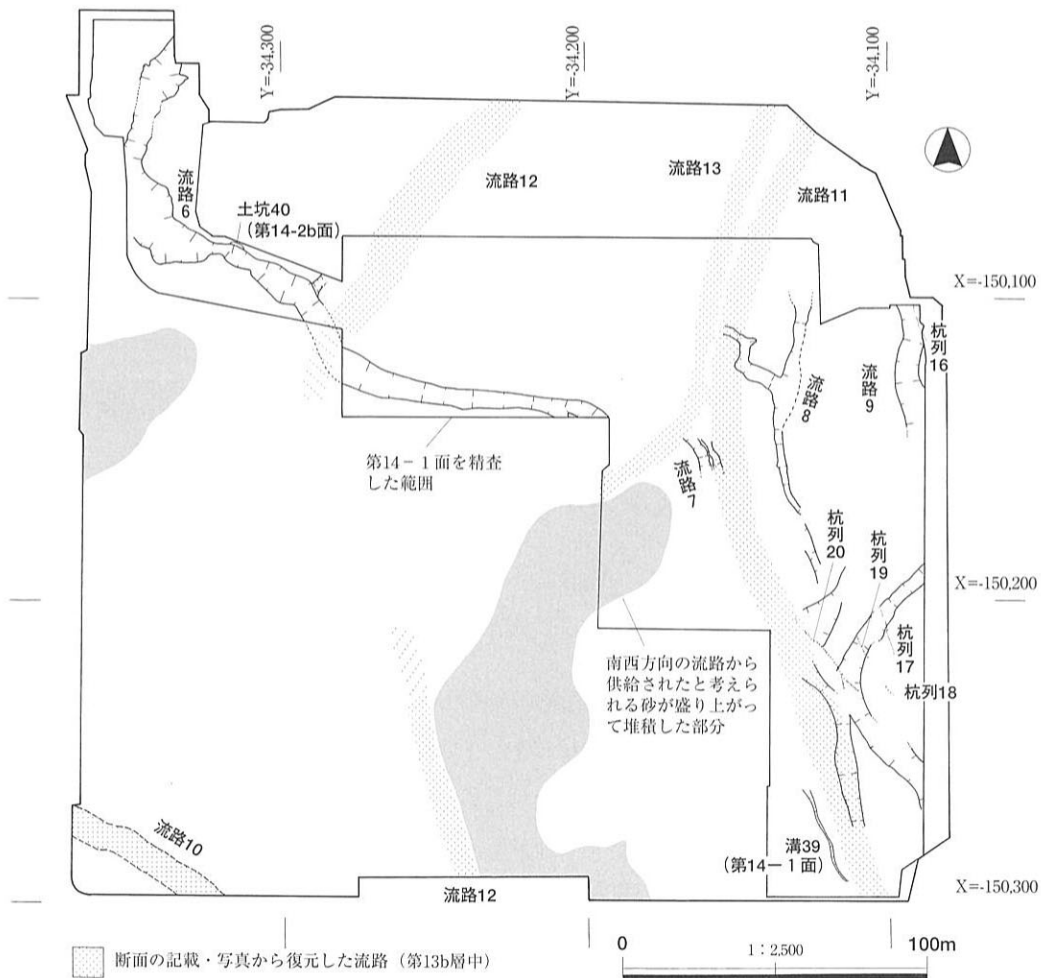 Y=-34,300
Y=-34,200
Y=-34,100
流路6
土坑40
（第14-2b面）
流路12
流路13
流路11
X=-150,100
杭列16
流路9
流路8
第14－1面を精査
した範囲
流路7
杭列20
杭列19
X=-150,200
杭列17
杭列18
南西方向の流路から
供給されたと考えら
れる砂が盛り上がっ
て堆積した部分
流路10
溝39
（第14－1面）
流路12
X=-150,300
断面の記載・写真から復元した流路（第13b層中）
0
1：2,500
100m